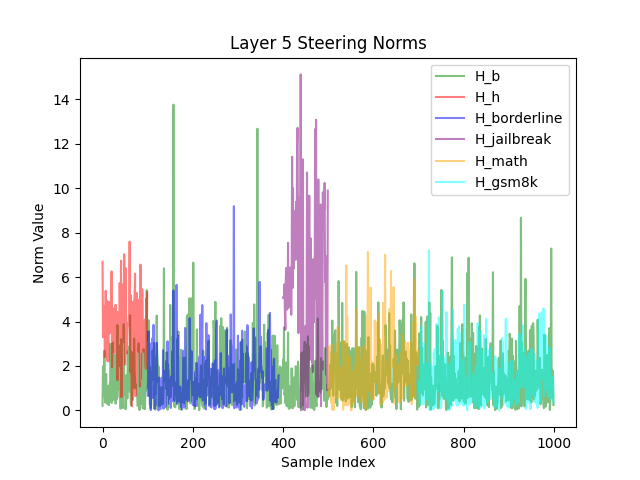 Layer 5 Steering Norms
H_b
H_h
H_borderline
H_jailbreak
H_math
H_gsm8k
Norm Value
14
12
10
8
6
4
2
0
0 200 400 600 800 1000
Sample Index